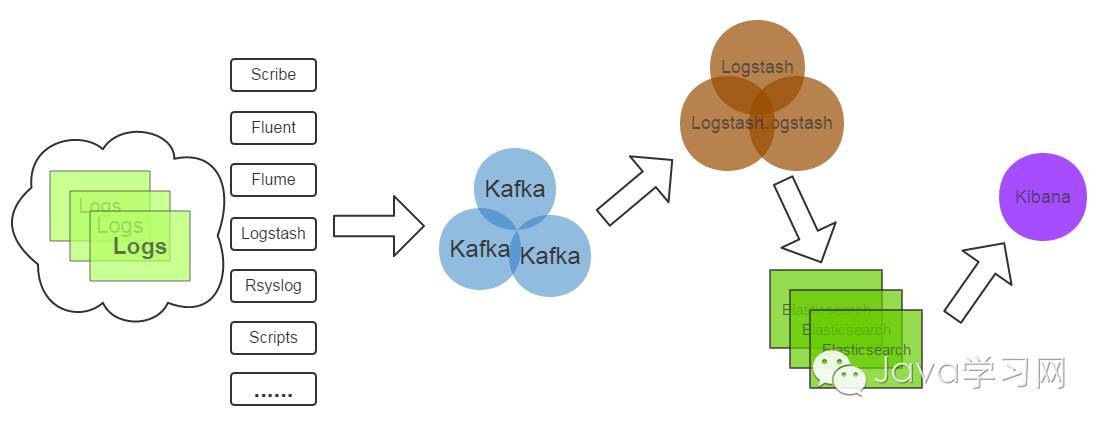 Logs
Logs
Logs
Scribe
Fluent
Flume
Logstash
Rsyslog
Scripts
......
Kafka
Kafka
Kafka
Logstash
Logstash
Logstash
Elasticsearch
Elasticsearch
Elasticsearch
Kibana
Java学习网